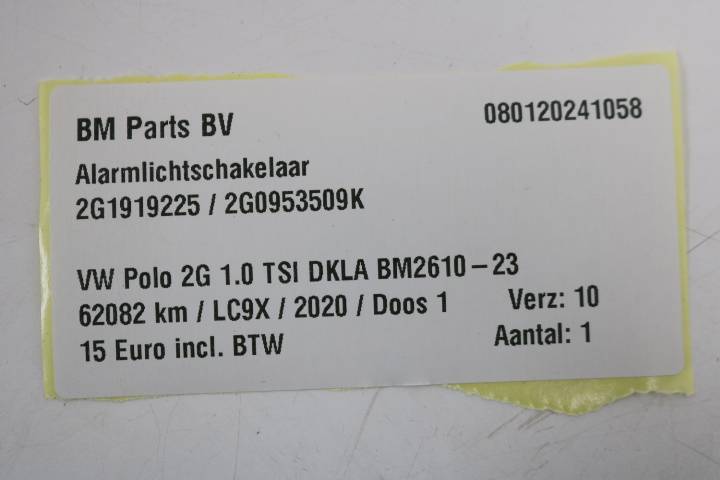 BM Parts BV 080120241058
Alarmlichtschakelaar
2G1919225 / 2G0953509K
VW Polo 2G 1.0 TSI DKLA BM2610-23
62082 km / LC9X / 2020 / Doos 1 Verz: 10
15 Euro incl. BTW Aantal: 1